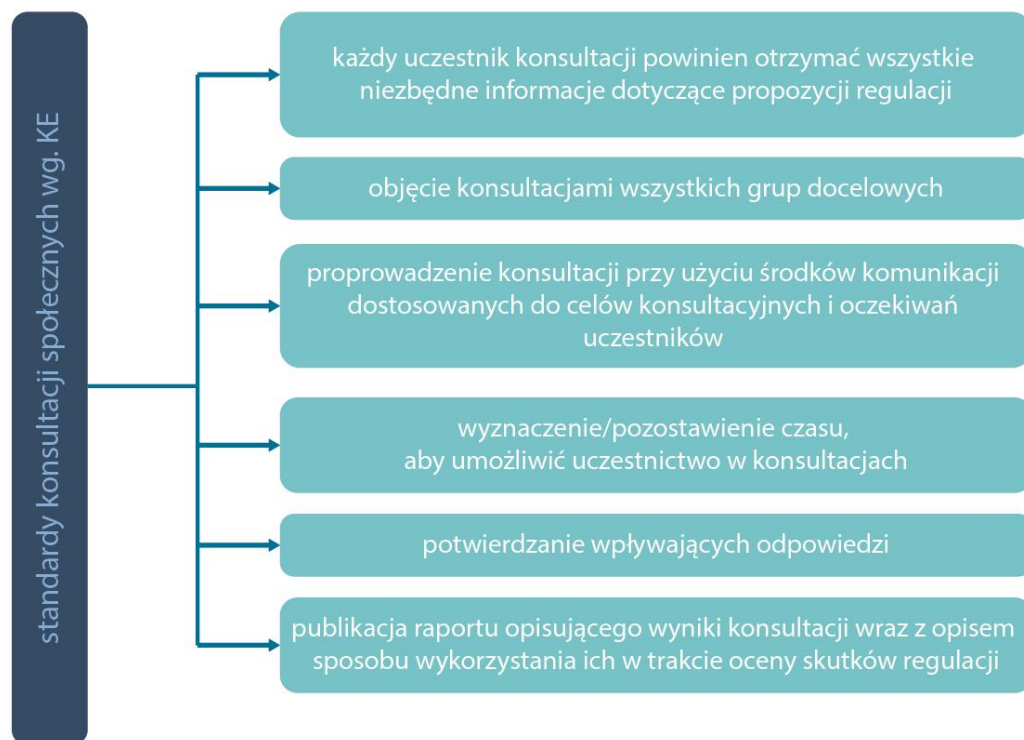 standardy konsultacji społecznych wg. KE
każdy uczestnik konsultacji powinien otrzymać wszystkie
niezbędne informacje dotyczące propozycji regulacji
objęcie konsultacjami wszystkich grup docelowych
proprowadzenie konsultacji przy użyciu środków komunikacji
dostosowanych do celów konsultacyjnych i oczekiwań
uczestników
wyznaczenie/pozostawienie czasu,
aby umożliwić uczestnictwo w konsultacjach
potwierdzanie wpływających odpowiedzi
publikacja raportu opisującego wyniki konsultacji wraz z opisem
sposobu wykorzystania ich w trakcie oceny skutków regulacji